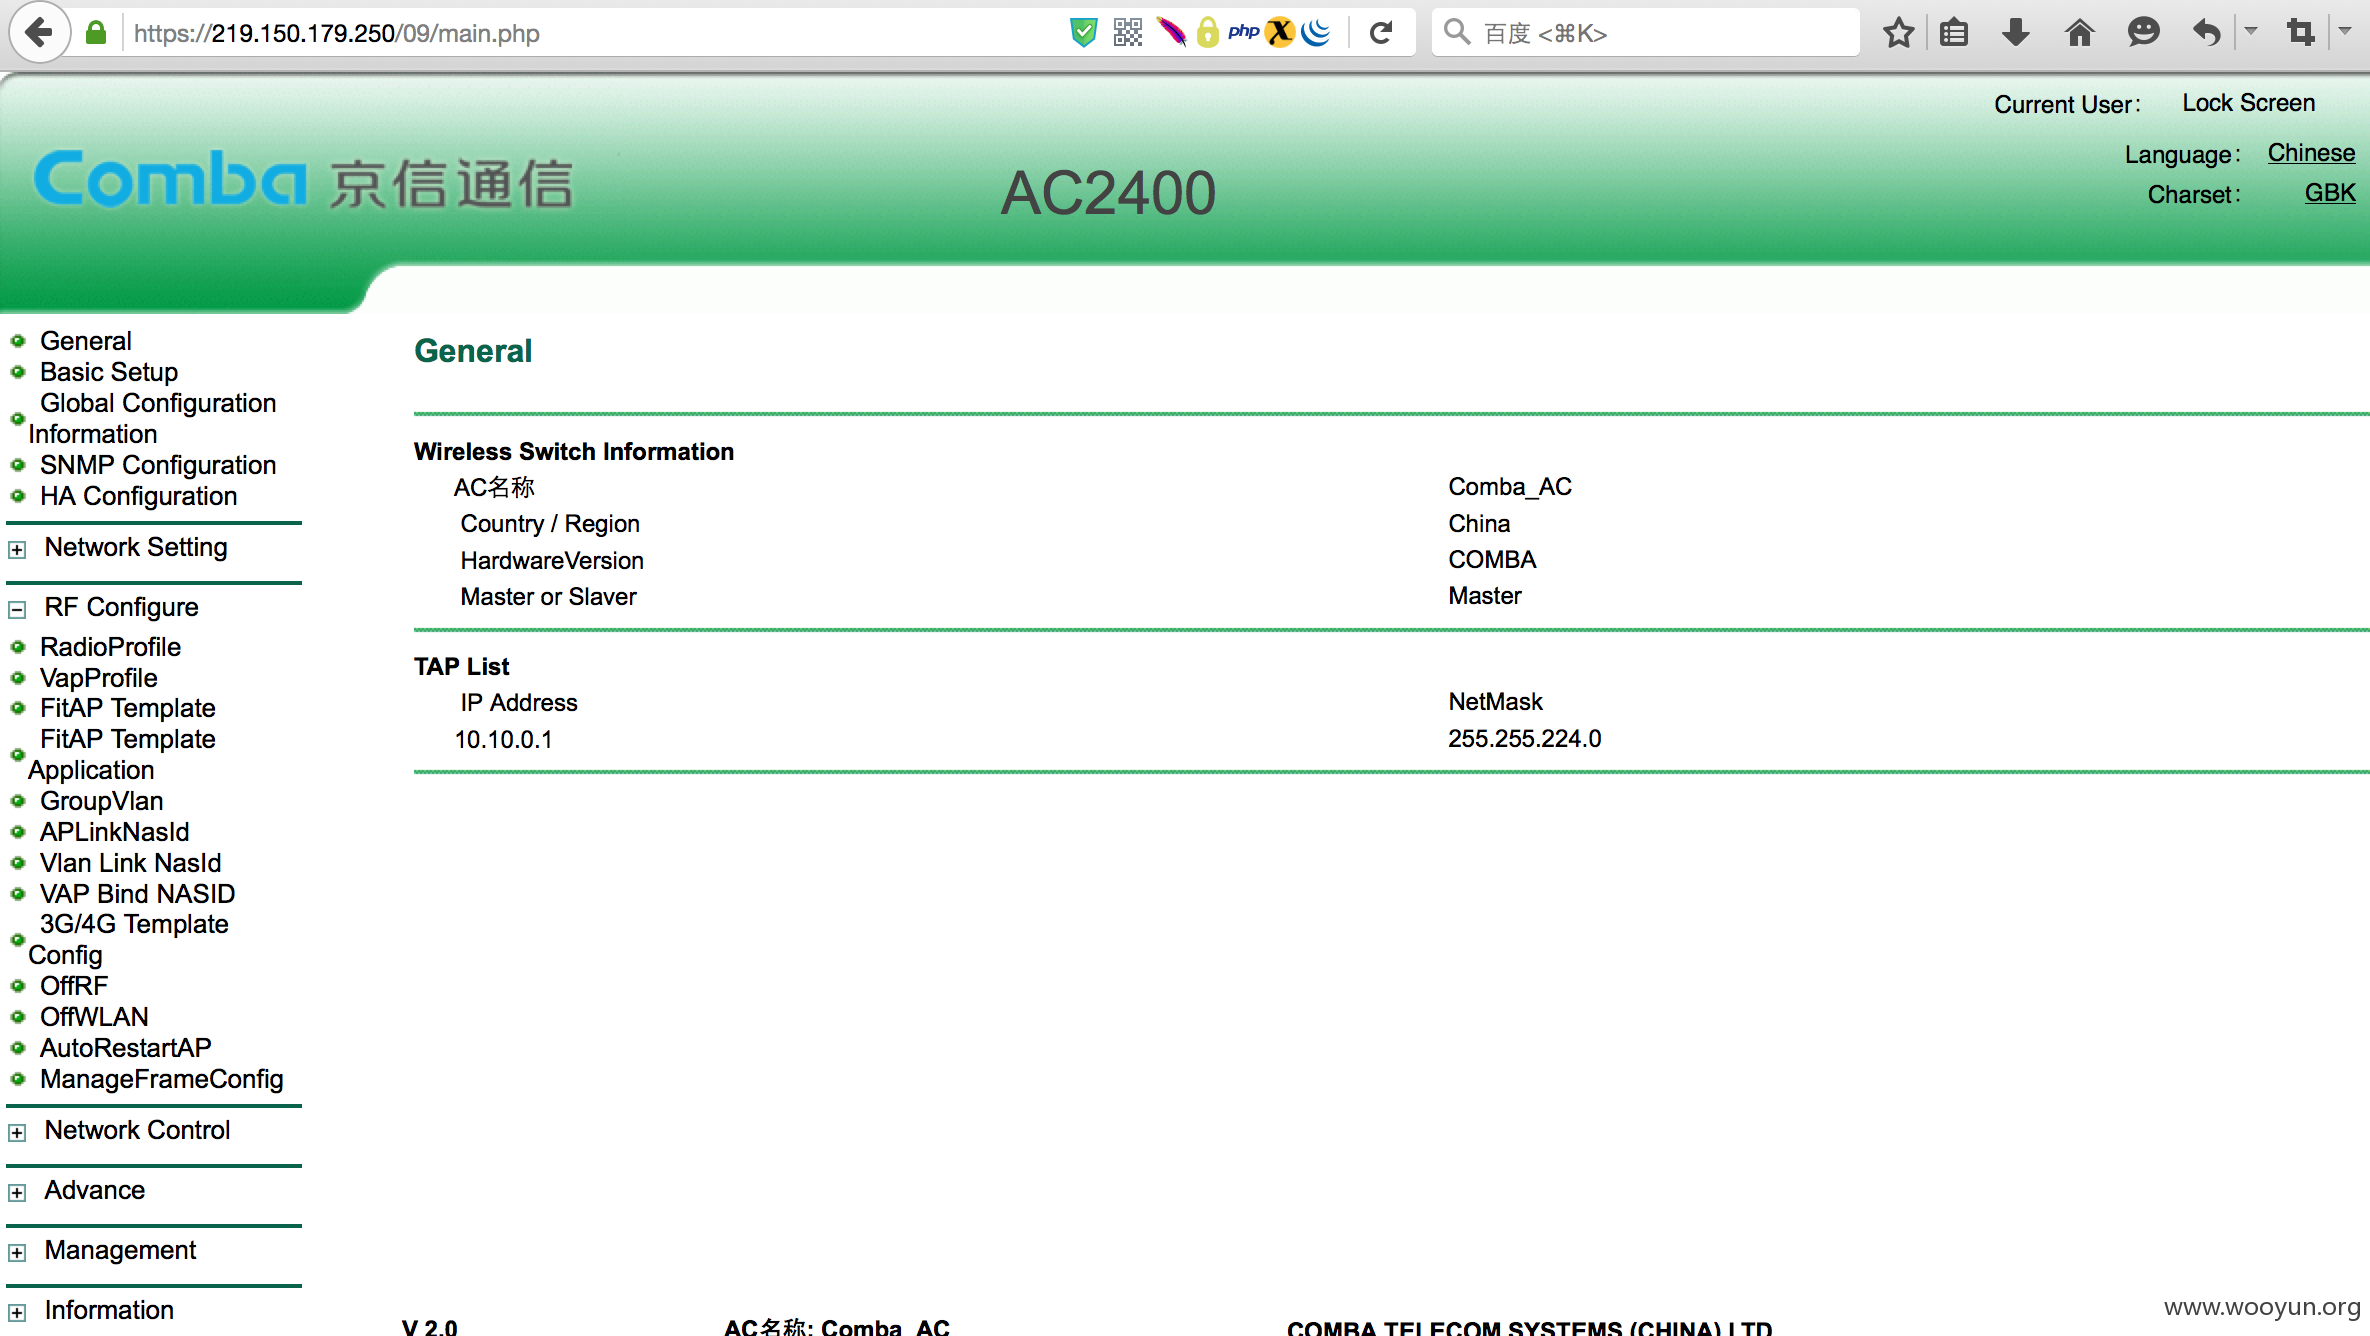 https://219.150.179.250/09/main.php
php
百度 <⌘K>
Comba 京信通信
AC2400
Current User:
Lock Screen
Language:
Chinese
Charset:
GBK
General
Basic Setup
Global Configuration
Information
SNMP Configuration
HA Configuration
Network Setting
RF Configure
RadioProfile
VapProfile
FitAP Template
FitAP Template
Application
GroupVlan
APLinkNasId
Vlan Link NasId
VAP Bind NASID
3G/4G Template
Config
OffRF
OffWLAN
AutoRestartAP
ManageFrameConfig
Network Control
Advance
Management
Information
General
Wireless Switch Information
AC名称 Comba_AC
Country / Region China
HardwareVersion COMBA
Master or Slaver Master
TAP List
IP Address NetMask
10.10.0.1 255.255.224.0
V 2.0 AC名称: Comba_AC COMBA TELECOM SYSTEMS (CHINA) LTD
www.wooyun.org